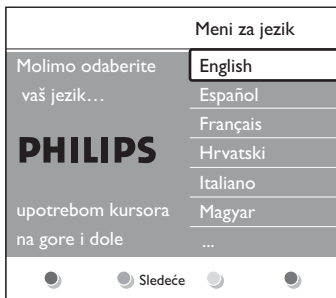 Meni za jezik
Molimo odaberite
vaš jezik…
PHILIPS
upotrebom kursora
na gore i dole
English
Español
Français
Hrvatski
Italiano
Magyar
...
Sledeće